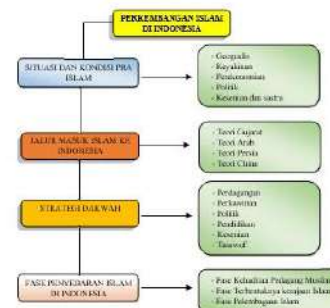 PERKEMBANGAN ISLAM
DI INDONESIA
SITUASI DAN KONDISI PRA
ISLAM
- Geografis
- Keyakinan
- Perekonomian
- Politik
- Kesenian dan sastra
JALUR MASUK ISLAM KE
INDONESIA
- Teori Gujarat
- Teori Arab
- Teori Persia
- Teori China
STRATEGI DAKWAH
- Perdagangan
- Perkawinan
- Politik
- Pendidikan
- Kesenian
- Tasawuf
FASE PENYEBARAN ISLAM
DI INDONESIA
- Fase Kehadiran Pedagang Muslim
- Fase Terbentuknya kerajaan Islam
- Fase Pelembagaan Islam